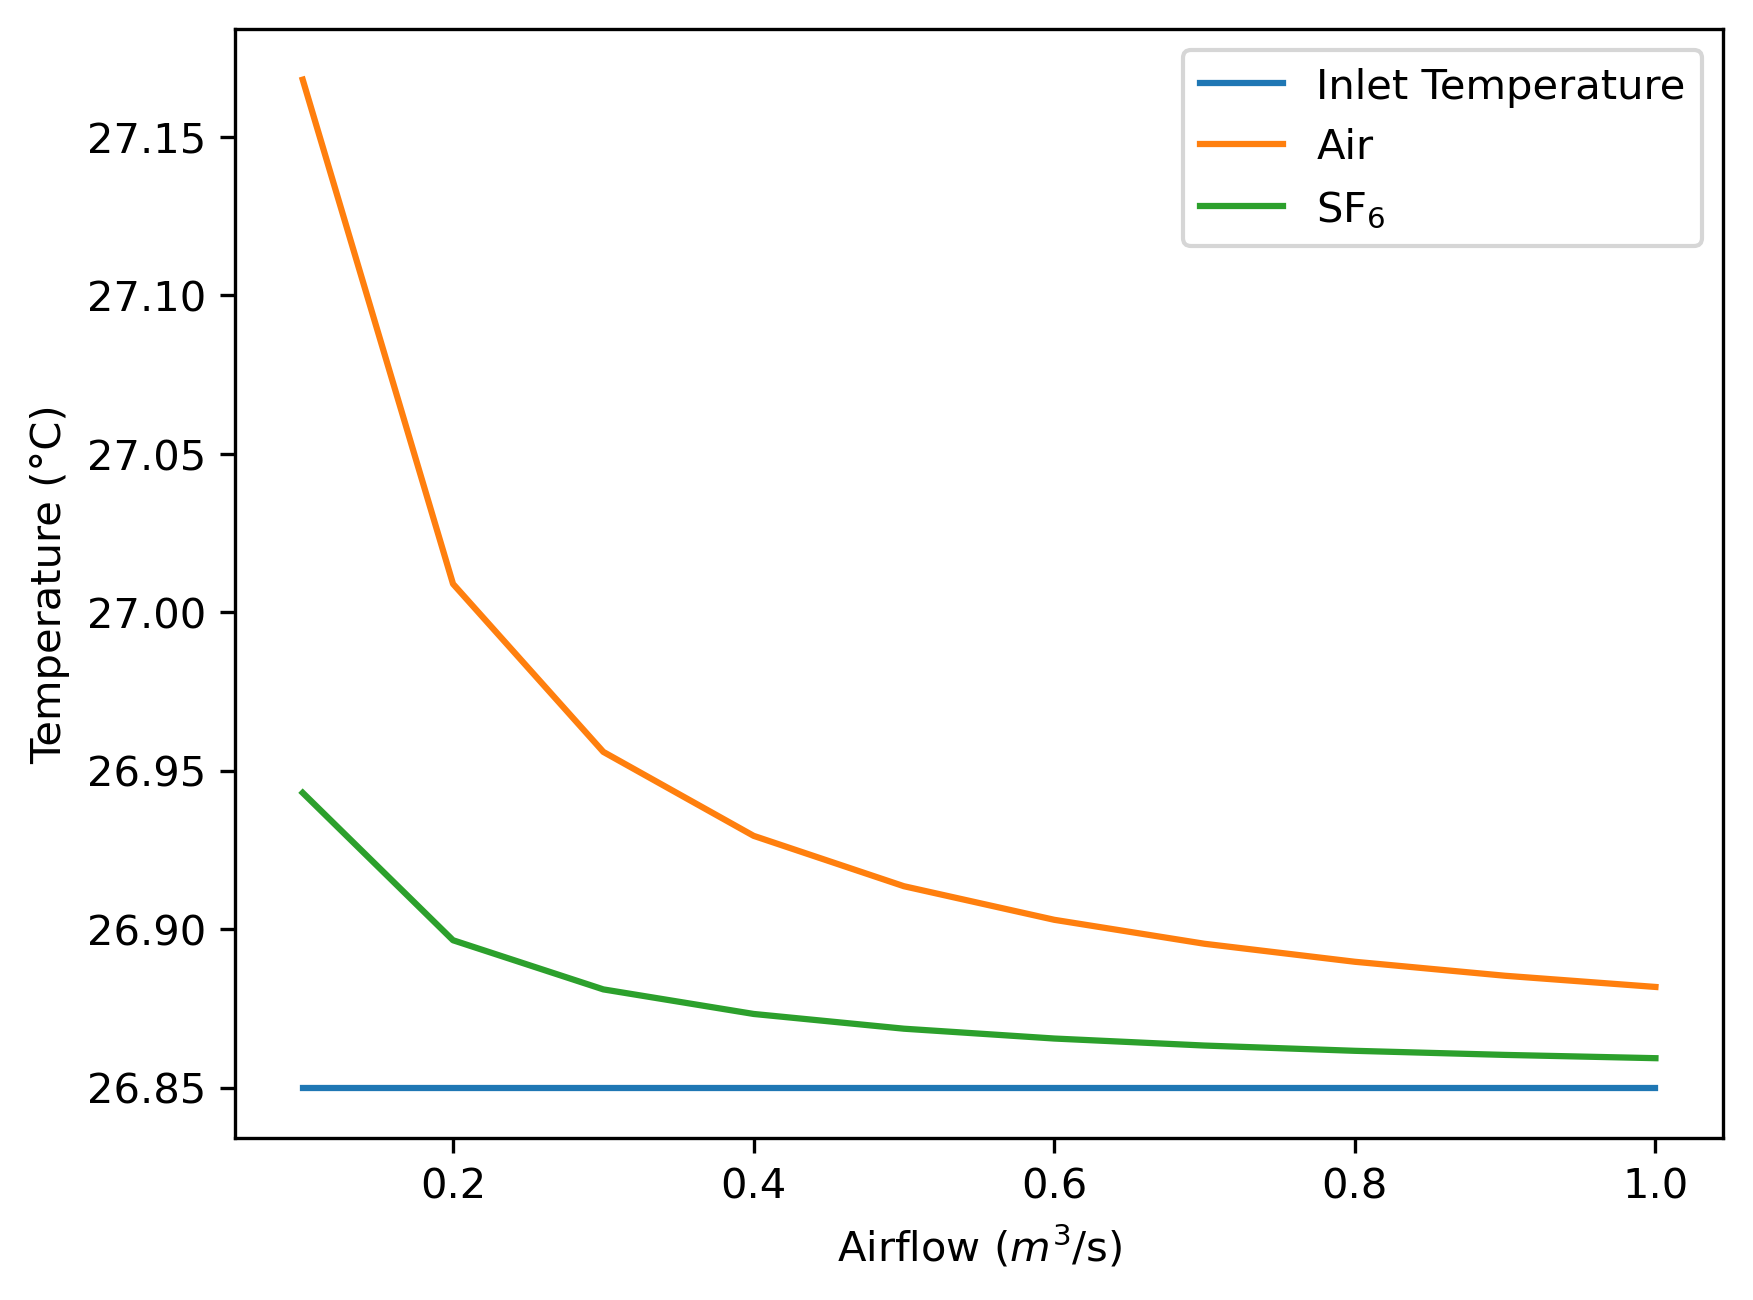 Inlet Temperature
Air
SF₆
27.15
27.10
27.05
27.00
26.95
26.90
26.85
Temperature (°C)
0.2 0.4 0.6 0.8 1.0
Airflow (m³/s)